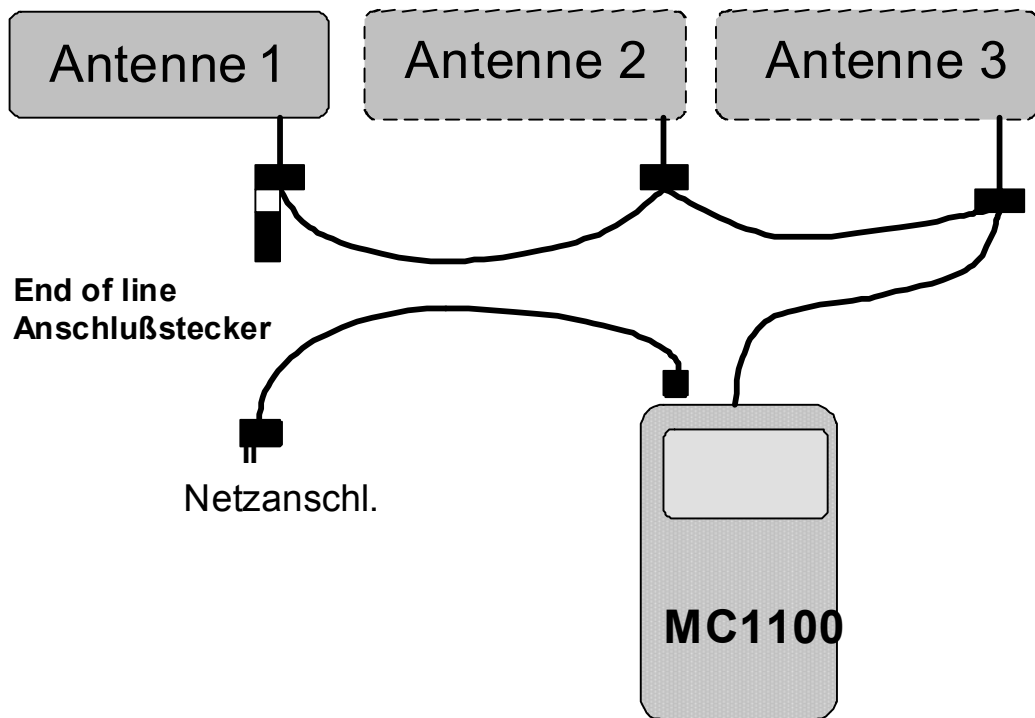 Antenne 1
Antenne 2
Antenne 3
End of line
Anschlußstecker
Netzanschl.
MC1100